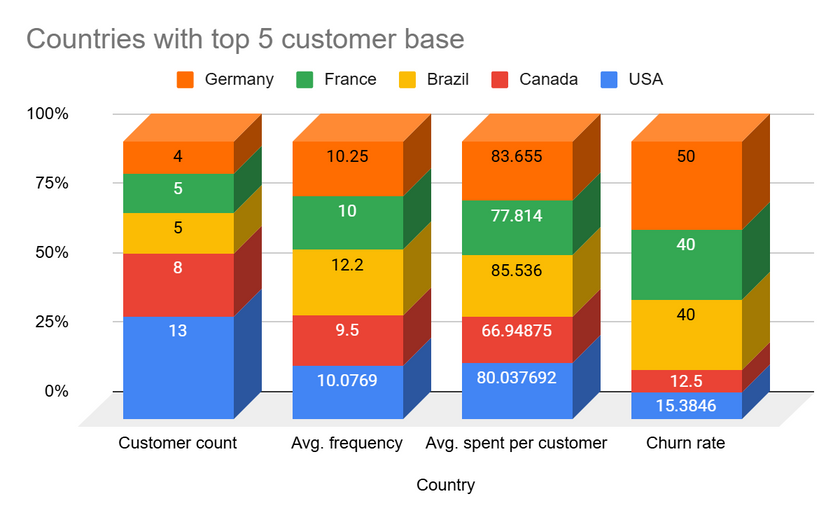 Countries with top 5 customer base
Germany France Brazil Canada USA
100%
75%
50%
25%
0%
4 10.25 83.655 50
5 10 77.814 40
5 12.2 85.536 40
8 9.5 66.94875 12.5
13 10.0769 80.037692 15.3846
Customer count Avg. frequency Avg. spent per customer Churn rate
Country